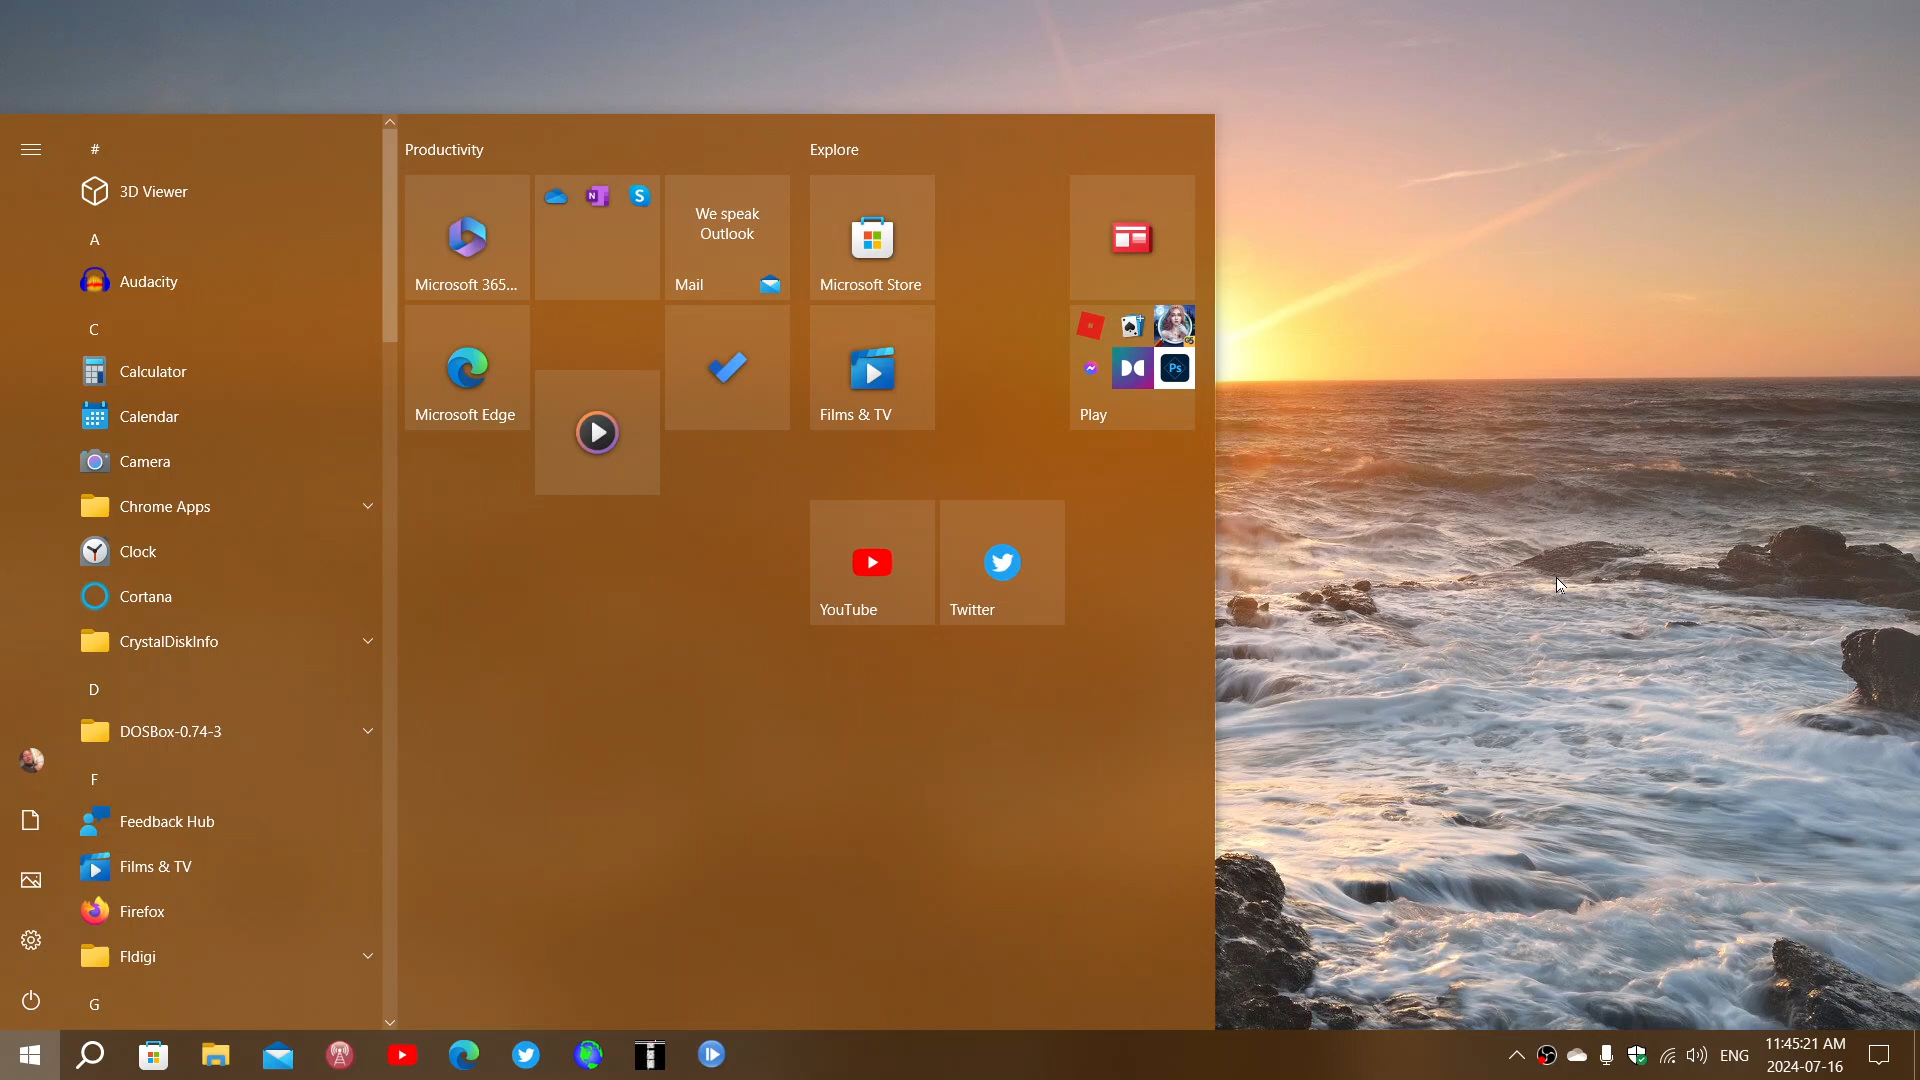 Productivity
Explore
#
3D Viewer
A
Audacity
C
Calculator
Calendar
Camera
Chrome Apps
Clock
Cortana
CrystalDiskInfo
D
DOSBox-0.74-3
F
Feedback Hub
Films & TV
Firefox
Fldigi
G
Microsoft 365...
N
S
We speak
Outlook
Mail
Microsoft Edge
Microsoft Store
Films & TV
Ps
Play
YouTube
Twitter
ENG
11:45:21 AM
2024-07-16